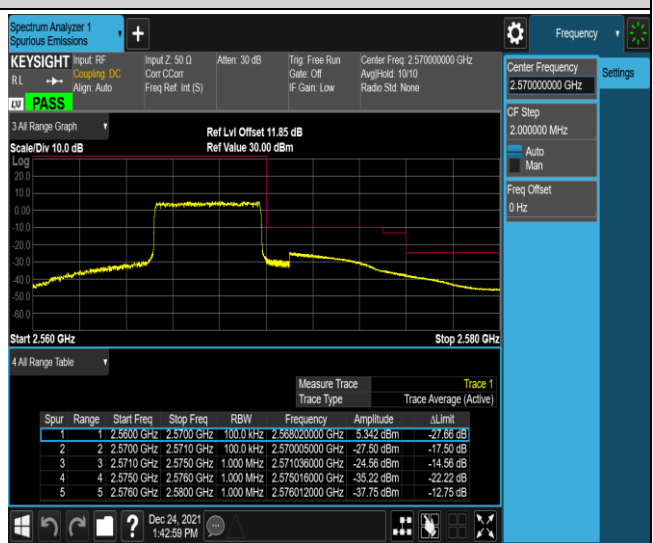 Spectrum Analyzer 1
Spurious Emissions
Frequency
KEYSIGHT
Input: RF
Coupling: DC
Align: Auto
Input Z: 50 Ω
Corr CCorr
Freq Ref: Int (S)
Atten: 30 dB
Trig: Free Run
Gate: Off
IF Gain: Low
Center Freq: 2.570000000 GHz
Avg|Hold: 10/10
Radio Std: None
RL
LXI
PASS
Center Frequency
2.570000000 GHz
Settings
CF Step
2.000000 MHz
Auto
Man
Freq Offset
0 Hz
3 All Range Graph
Ref Lvl Offset 11.85 dB
Scale/Div 10.0 dB
Ref Value 30.00 dBm
Log
20.0
10.0
0.00
-10.0
-20.0
-30.0
-40.0
-50.0
-60.0
Start 2.560 GHz
Stop 2.580 GHz
4 All Range Table
Measure Trace Trace 1
Trace Type Trace Average (Active)
Spur Range Start Freq Stop Freq RBW Frequency Amplitude ΔLimit
1 1 2.5600 GHz 2.5700 GHz 100.0 kHz 2.568020000 GHz 5.342 dBm -27.66 dB
2 2 2.5700 GHz 2.5710 GHz 100.0 kHz 2.570005000 GHz -27.50 dBm -17.50 dB
3 3 2.5710 GHz 2.5750 GHz 1.000 MHz 2.571036000 GHz -24.56 dBm -14.56 dB
4 4 2.5750 GHz 2.5760 GHz 1.000 MHz 2.575016000 GHz -35.22 dBm -22.22 dB
5 5 2.5760 GHz 2.5800 GHz 1.000 MHz 2.576012000 GHz -37.75 dBm -12.75 dB
Dec 24, 2021
1:42:59 PM